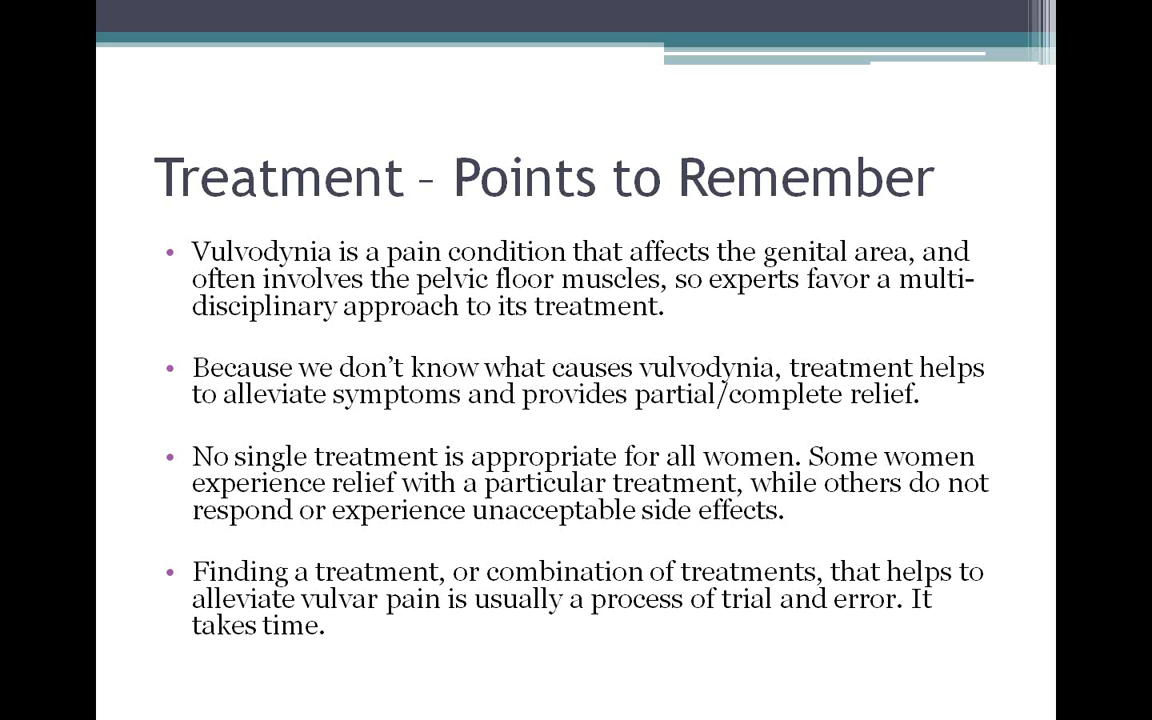 Treatment – Points to Remember
• Vulvodynia is a pain condition that affects the genital area, and
often involves the pelvic floor muscles, so experts favor a multi-
disciplinary approach to its treatment.
• Because we don’t know what causes vulvodynia, treatment helps
to alleviate symptoms and provides partial/complete relief.
• No single treatment is appropriate for all women. Some women
experience relief with a particular treatment, while others do not
respond or experience unacceptable side effects.
• Finding a treatment, or combination of treatments, that helps to
alleviate vulvar pain is usually a process of trial and error. It
takes time.